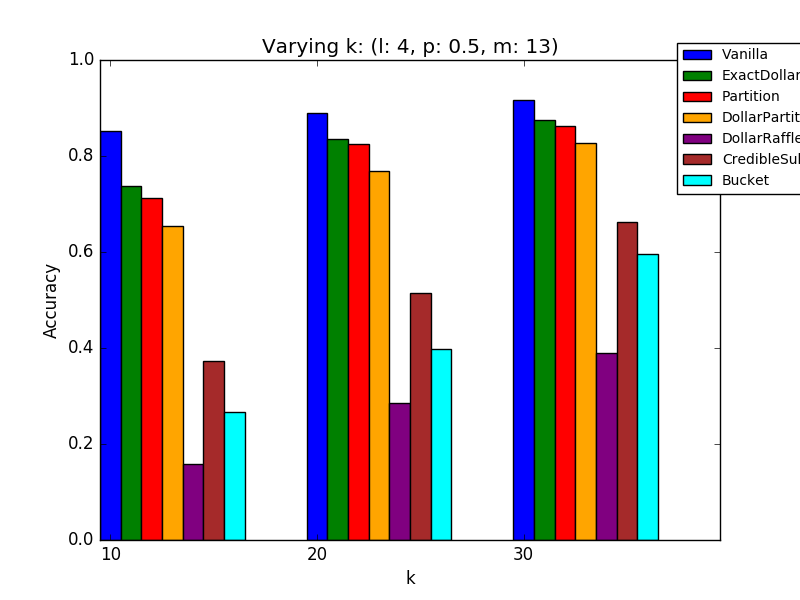 Varying k: (l: 4, p: 0.5, m: 13)
Vanilla
ExactDollar
Partition
DollarPartit
DollarRaffle
CredibleSu
Bucket
1.0
0.8
0.6
0.4
0.2
0.0
Accuracy
10 20 30
k